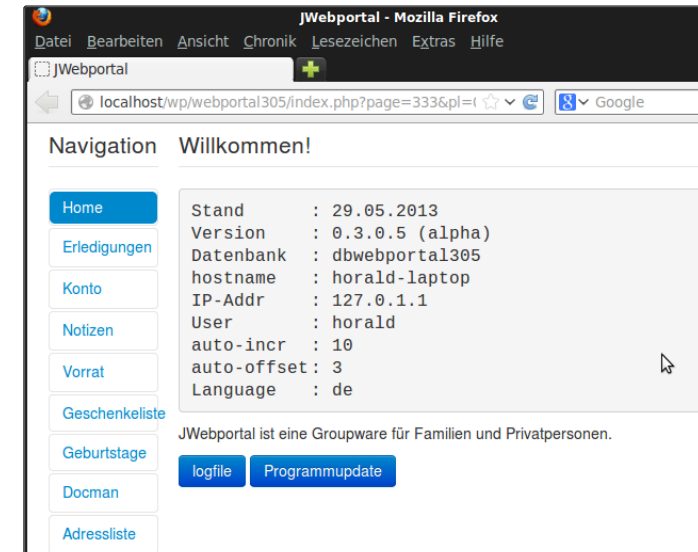 JWebportal - Mozilla Firefox
Datei Bearbeiten Ansicht Chronik Lesezeichen Extras Hilfe
JWebportal
localhost/wp/webportal305/index.php?page=333&pl=
Google
Navigation
Willkommen!
Home
Erledigungen
Konto
Notizen
Vorrat
Geschenkeliste
Geburtstage
Docman
Adressliste
Stand : 29.05.2013
Version : 0.3.0.5 (alpha)
Datenbank : dbwebportal305
hostname : horald-laptop
IP-Addr : 127.0.1.1
User : horald
auto-incr : 10
auto-offset: 3
Language : de
JWebportal ist eine Groupware für Familien und Privatpersonen.
logfile
Programmupdate